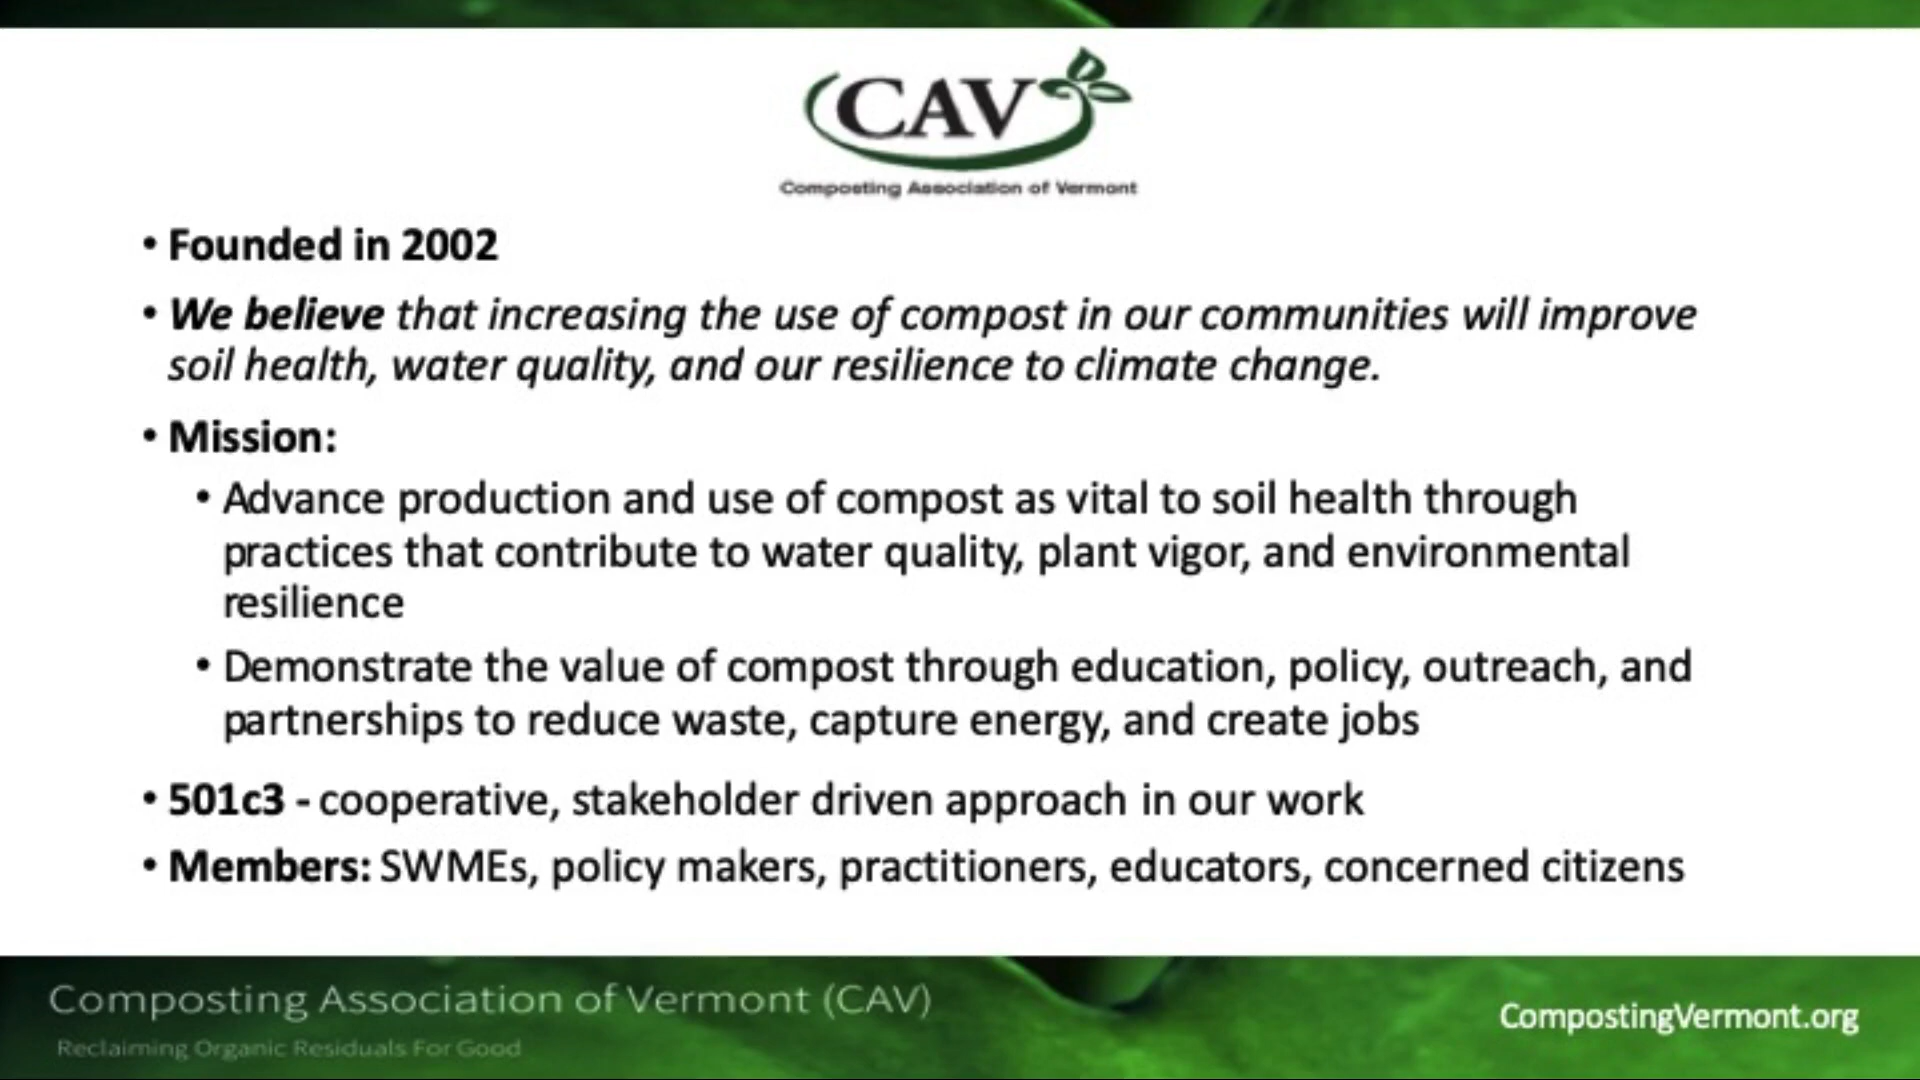 CAV
Composting Association of Vermont
• Founded in 2002
• We believe that increasing the use of compost in our communities will improve
soil health, water quality, and our resilience to climate change.
• Mission:
• Advance production and use of compost as vital to soil health through
practices that contribute to water quality, plant vigor, and environmental
resilience
• Demonstrate the value of compost through education, policy, outreach, and
partnerships to reduce waste, capture energy, and create jobs
• 501c3 - cooperative, stakeholder driven approach in our work
• Members: SWMEs, policy makers, practitioners, educators, concerned citizens
Composting Association of Vermont (CAV)
Reclaiming Organic Residuals For Good
CompostingVermont.org